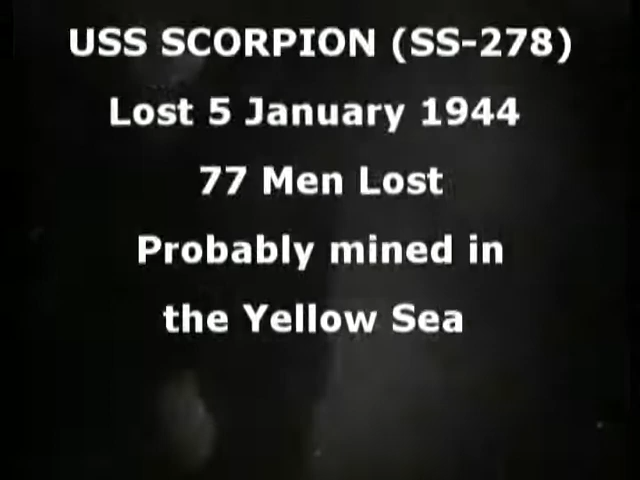 USS SCORPION (SS-278)
Lost 5 January 1944
77 Men Lost
Probably mined in
the Yellow Sea